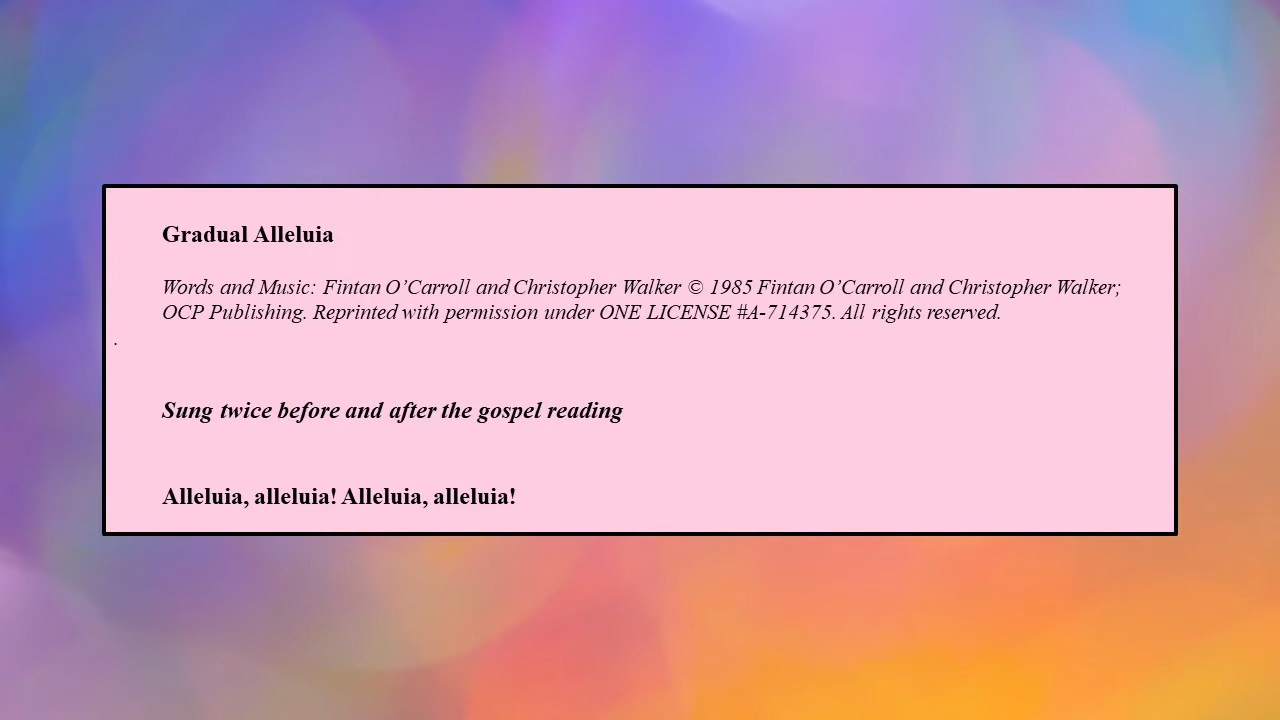 Gradual Alleluia
Words and Music: Fintan O’Carroll and Christopher Walker © 1985 Fintan O’Carroll and Christopher Walker;
OCP Publishing. Reprinted with permission under ONE LICENSE #A-714375. All rights reserved.
.
Sung twice before and after the gospel reading
Alleluia, alleluia! Alleluia, alleluia!